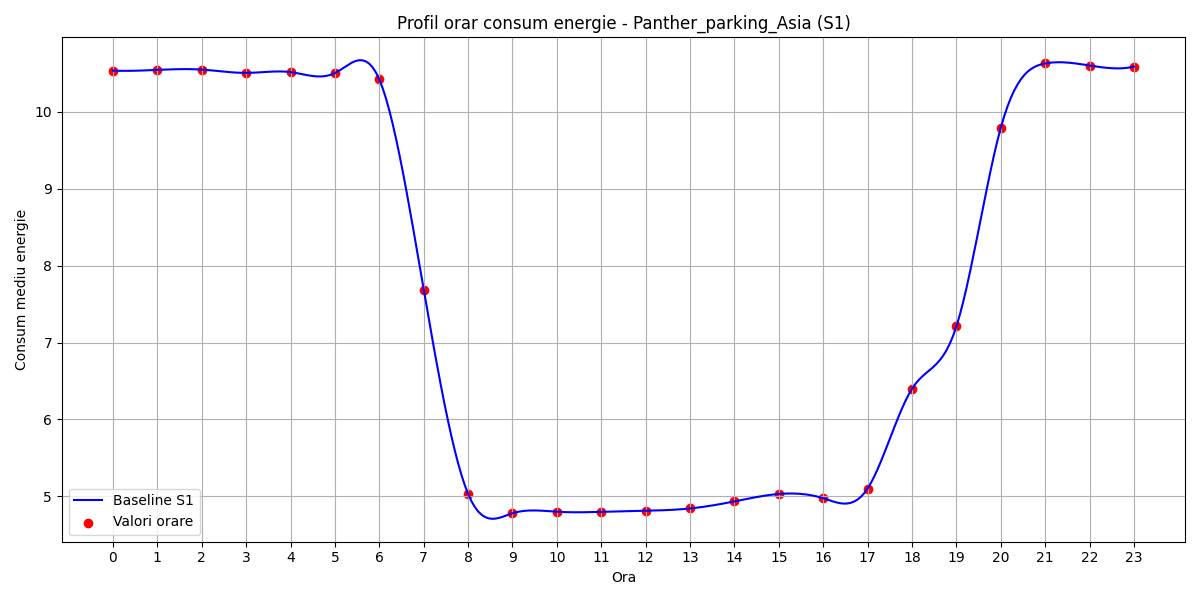 Profil orar consum energie - Panther_parking_Asia (S1)
Consum mediu energie
10
9
8
7
6
5
Baseline S1
Valori orare
0 1 2 3 4 5 6 7 8 9 10 11 12 13 14 15 16 17 18 19 20 21 22 23
Ora